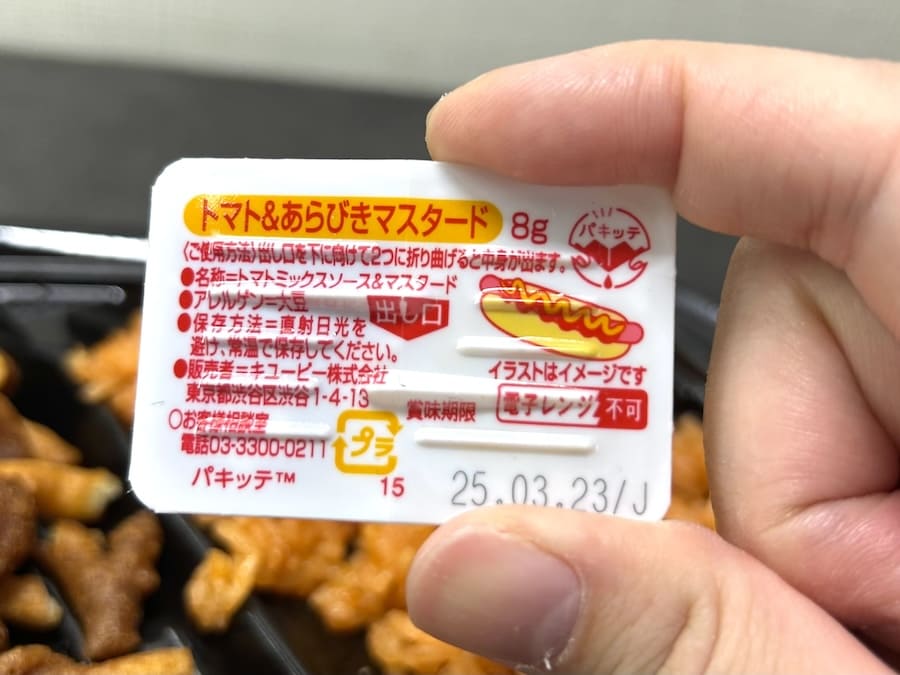 トマト&あらびきマスタード 8g
パキッテ
〈ご使用方法〉出し口を下に向けて2つに折り曲げると中身が出ます。
●名称=トマトミックスソース&マスタード
●アレルゲン=大豆
出し口
●保存方法=直射日光を
避け、常温で保存してください。
●販売者=キユーピー株式会社
東京都渋谷区渋谷1-4-13
イラストはイメージです
賞味期限
電子レンジ不可
○お客様相談室
電話03-3300-0211
プラ
パキッテ™
15
25.03.23/J